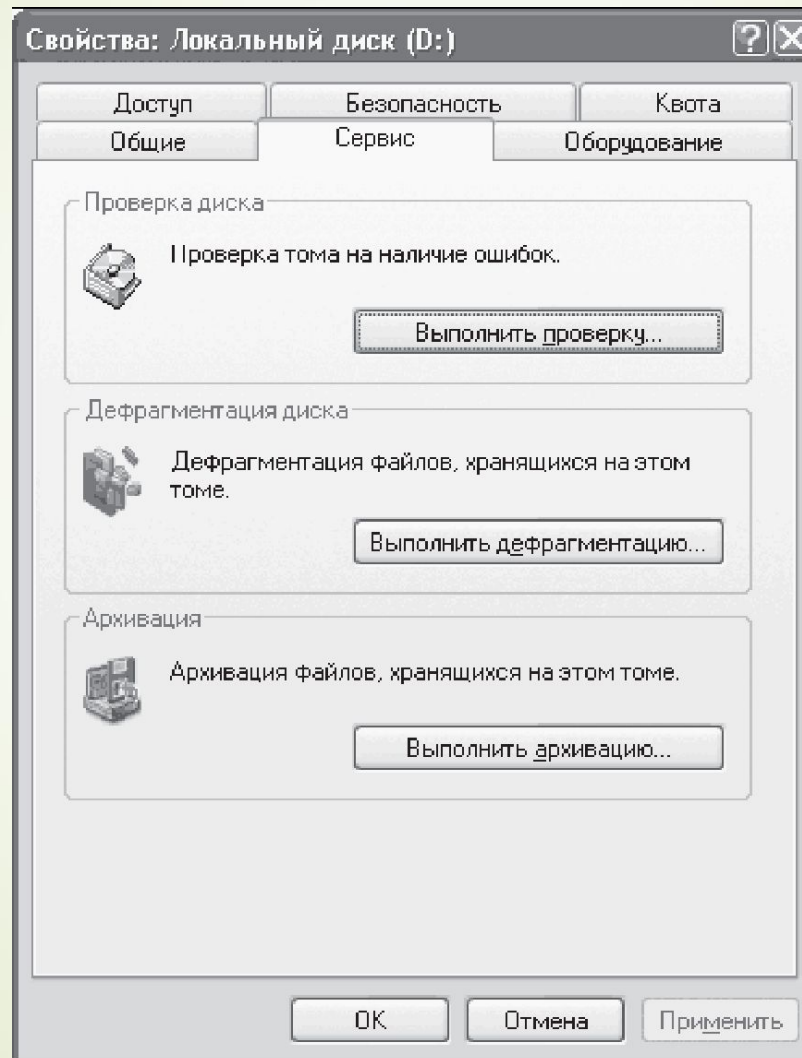 Свойства: Локальный диск (D:)
Доступ
Безопасность
Квота
Общие
Сервис
Оборудование
Проверка диска
Проверка тома на наличие ошибок.
Выполнить проверку...
Дефрагментация диска
Дефрагментация файлов, хранящихся на этом
томе.
Выполнить дефрагментацию...
Архивация
Архивация файлов, хранящихся на этом томе.
Выполнить архивацию...
OK
Отмена
Применить